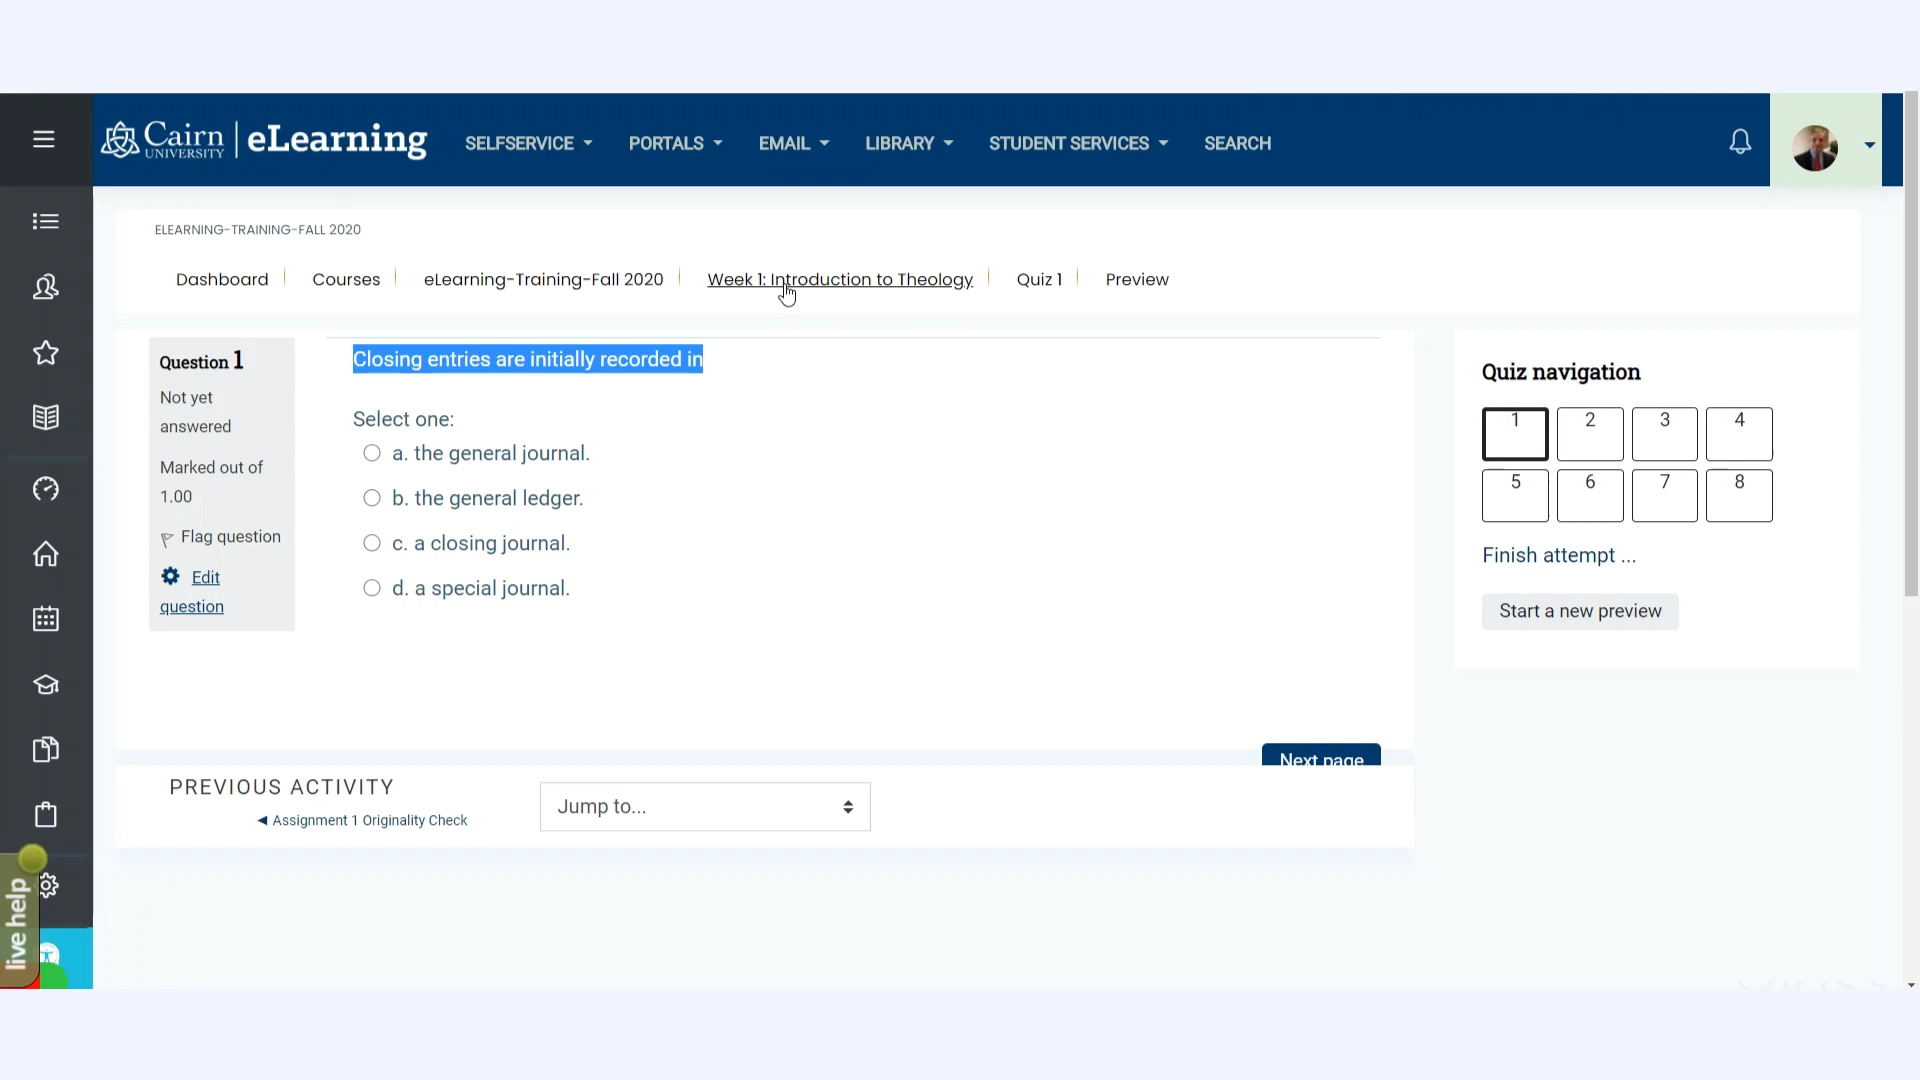 Cairn
UNIVERSITY
eLearning
SELFSERVICE
PORTALS
EMAIL
LIBRARY
STUDENT SERVICES
SEARCH
ELEARNING-TRAINING-FALL 2020
Dashboard
Courses
eLearning-Training-Fall 2020
Week 1: Introduction to Theology
Quiz 1
Preview
Question 1
Not yet
answered
Marked out of
1.00
Flag question
Edit
question
Closing entries are initially recorded in
Select one:
a. the general journal.
b. the general ledger.
c. a closing journal.
d. a special journal.
Next page
Quiz navigation
1 2 3 4
5 6 7 8
Finish attempt ...
Start a new preview
PREVIOUS ACTIVITY
◄ Assignment 1 Originality Check
Jump to...
live help